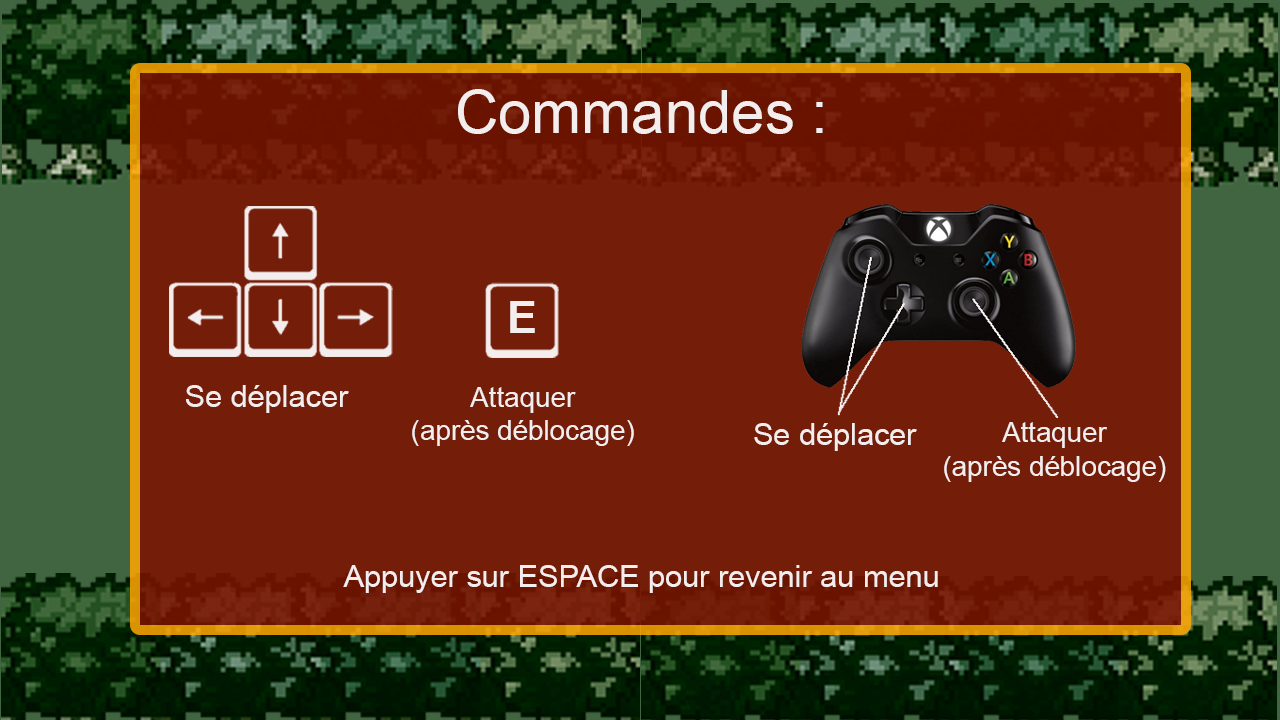 Commandes :
↑
← ↓ →
E
Y
X B
A
Se déplacer
Attaquer
(après déblocage)
Se déplacer
Attaquer
(après déblocage)
Appuyer sur ESPACE pour revenir au menu